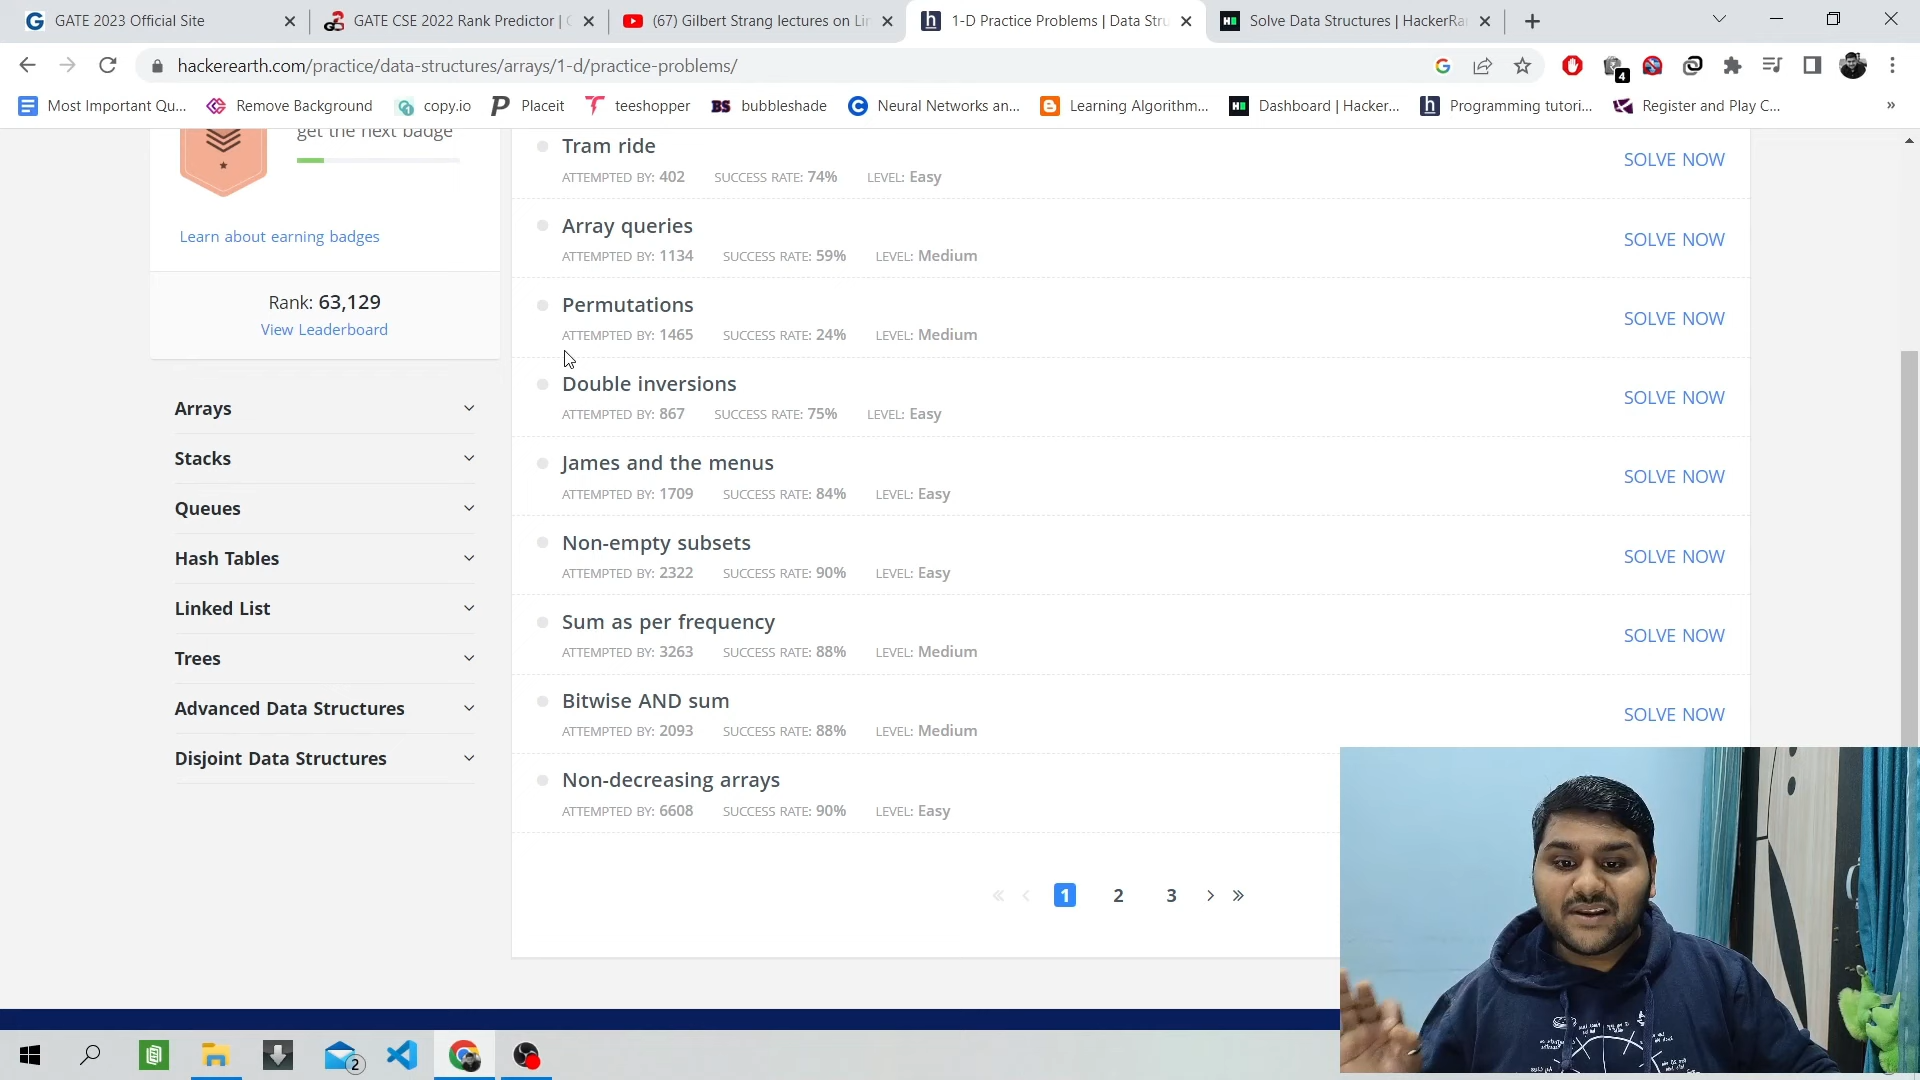 GATE 2023 Official Site
GATE CSE 2022 Rank Predictor |
(67) Gilbert Strang lectures on Lin
1-D Practice Problems | Data Stru
Solve Data Structures | HackerRa
hackerearth.com/practice/data-structures/arrays/1-d/practice-problems/
4
Most Important Qu...
Remove Background
copy.io
Placeit
teeshopper
BS bubbleshade
Neural Networks an...
Learning Algorithm...
Dashboard | Hacker...
Programming tutori...
Register and Play C...
get the next badge
Learn about earning badges
Rank: 63,129
View Leaderboard
Arrays
Stacks
Queues
Hash Tables
Linked List
Trees
Advanced Data Structures
Disjoint Data Structures
Tram ride
ATTEMPTED BY: 402 SUCCESS RATE: 74% LEVEL: Easy
SOLVE NOW
Array queries
ATTEMPTED BY: 1134 SUCCESS RATE: 59% LEVEL: Medium
SOLVE NOW
Permutations
ATTEMPTED BY: 1465 SUCCESS RATE: 24% LEVEL: Medium
SOLVE NOW
Double inversions
ATTEMPTED BY: 867 SUCCESS RATE: 75% LEVEL: Easy
SOLVE NOW
James and the menus
ATTEMPTED BY: 1709 SUCCESS RATE: 84% LEVEL: Easy
SOLVE NOW
Non-empty subsets
ATTEMPTED BY: 2322 SUCCESS RATE: 90% LEVEL: Easy
SOLVE NOW
Sum as per frequency
ATTEMPTED BY: 3263 SUCCESS RATE: 88% LEVEL: Medium
SOLVE NOW
Bitwise AND sum
ATTEMPTED BY: 2093 SUCCESS RATE: 88% LEVEL: Medium
SOLVE NOW
Non-decreasing arrays
ATTEMPTED BY: 6608 SUCCESS RATE: 90% LEVEL: Easy
« ‹ 1 2 3 › »
2